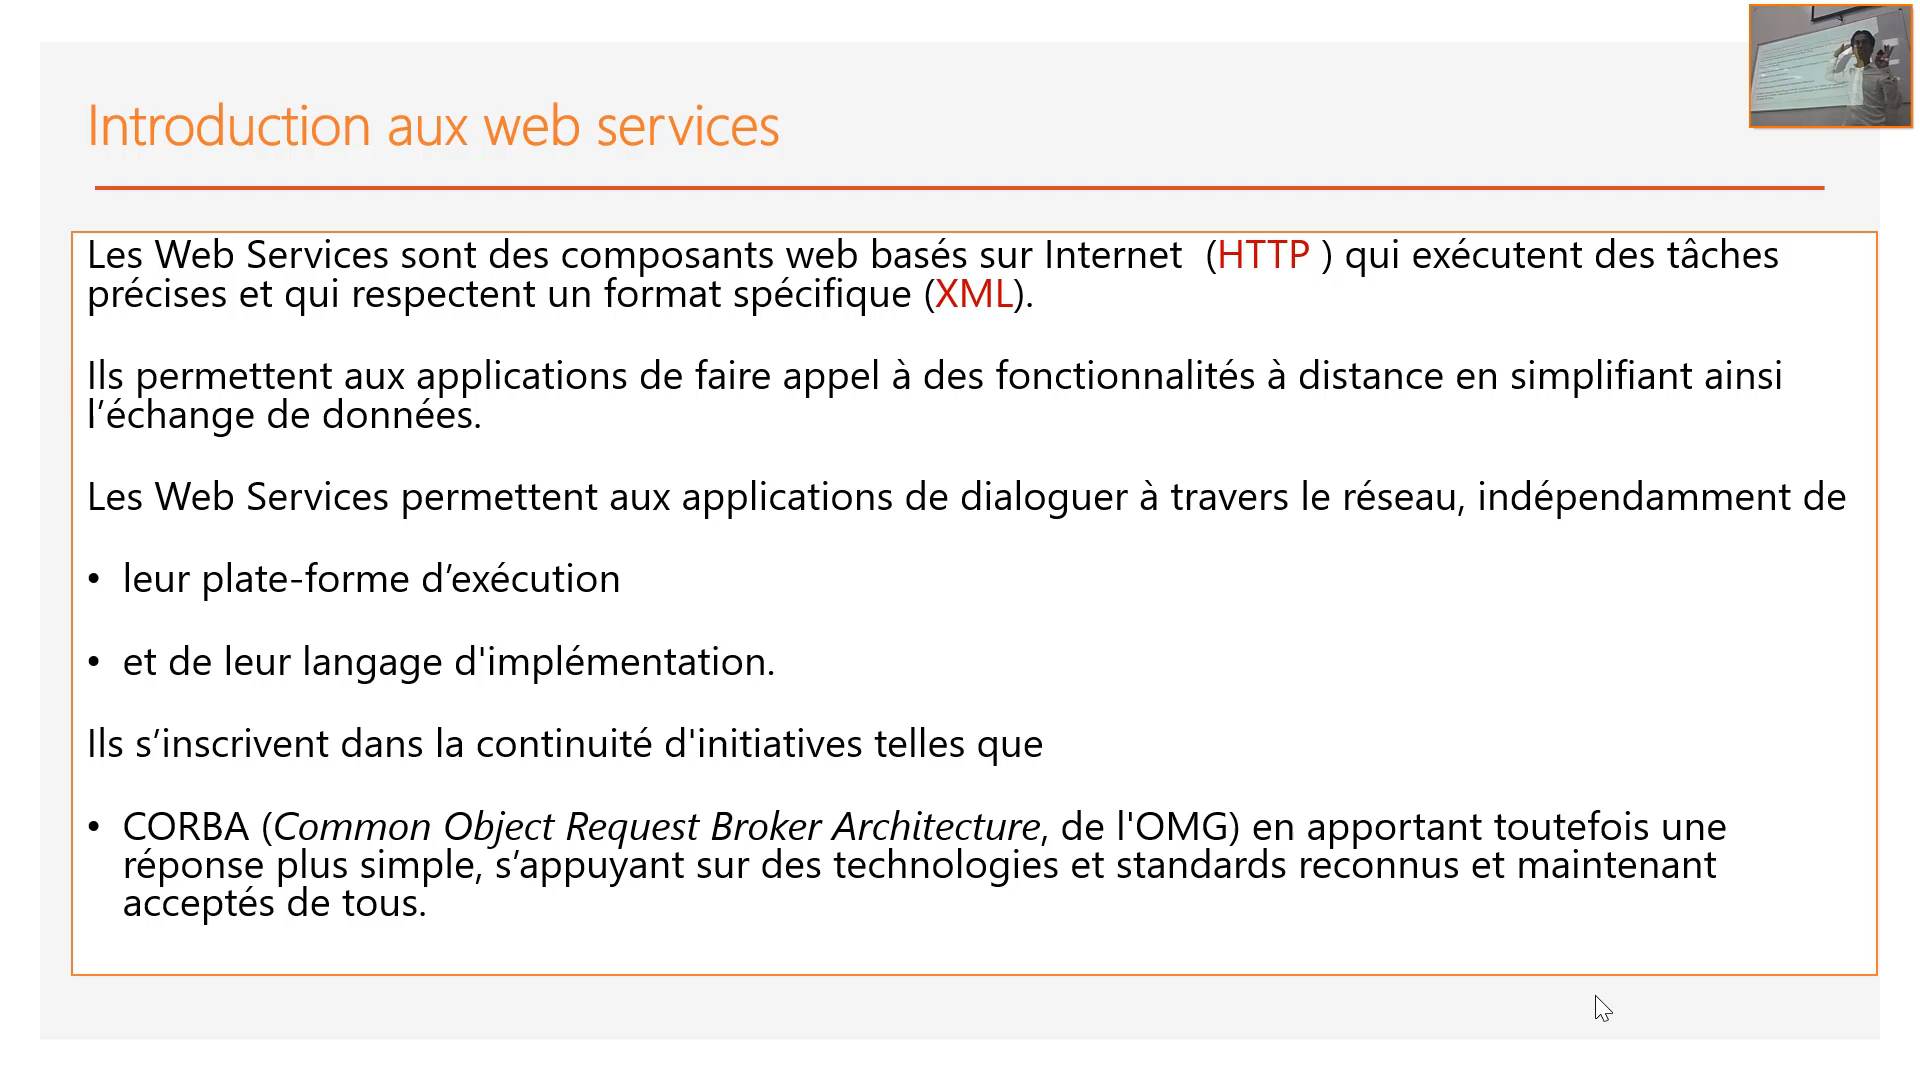 Introduction aux web services
Les Web Services sont des composants web basés sur Internet  (HTTP ) qui exécutent des tâches
précises et qui respectent un format spécifique (XML).
Ils permettent aux applications de faire appel à des fonctionnalités à distance en simplifiant ainsi
l’échange de données.
Les Web Services permettent aux applications de dialoguer à travers le réseau, indépendamment de
• leur plate-forme d’exécution
• et de leur langage d'implémentation.
Ils s’inscrivent dans la continuité d'initiatives telles que
• CORBA (Common Object Request Broker Architecture, de l'OMG) en apportant toutefois une
réponse plus simple, s’appuyant sur des technologies et standards reconnus et maintenant
acceptés de tous.